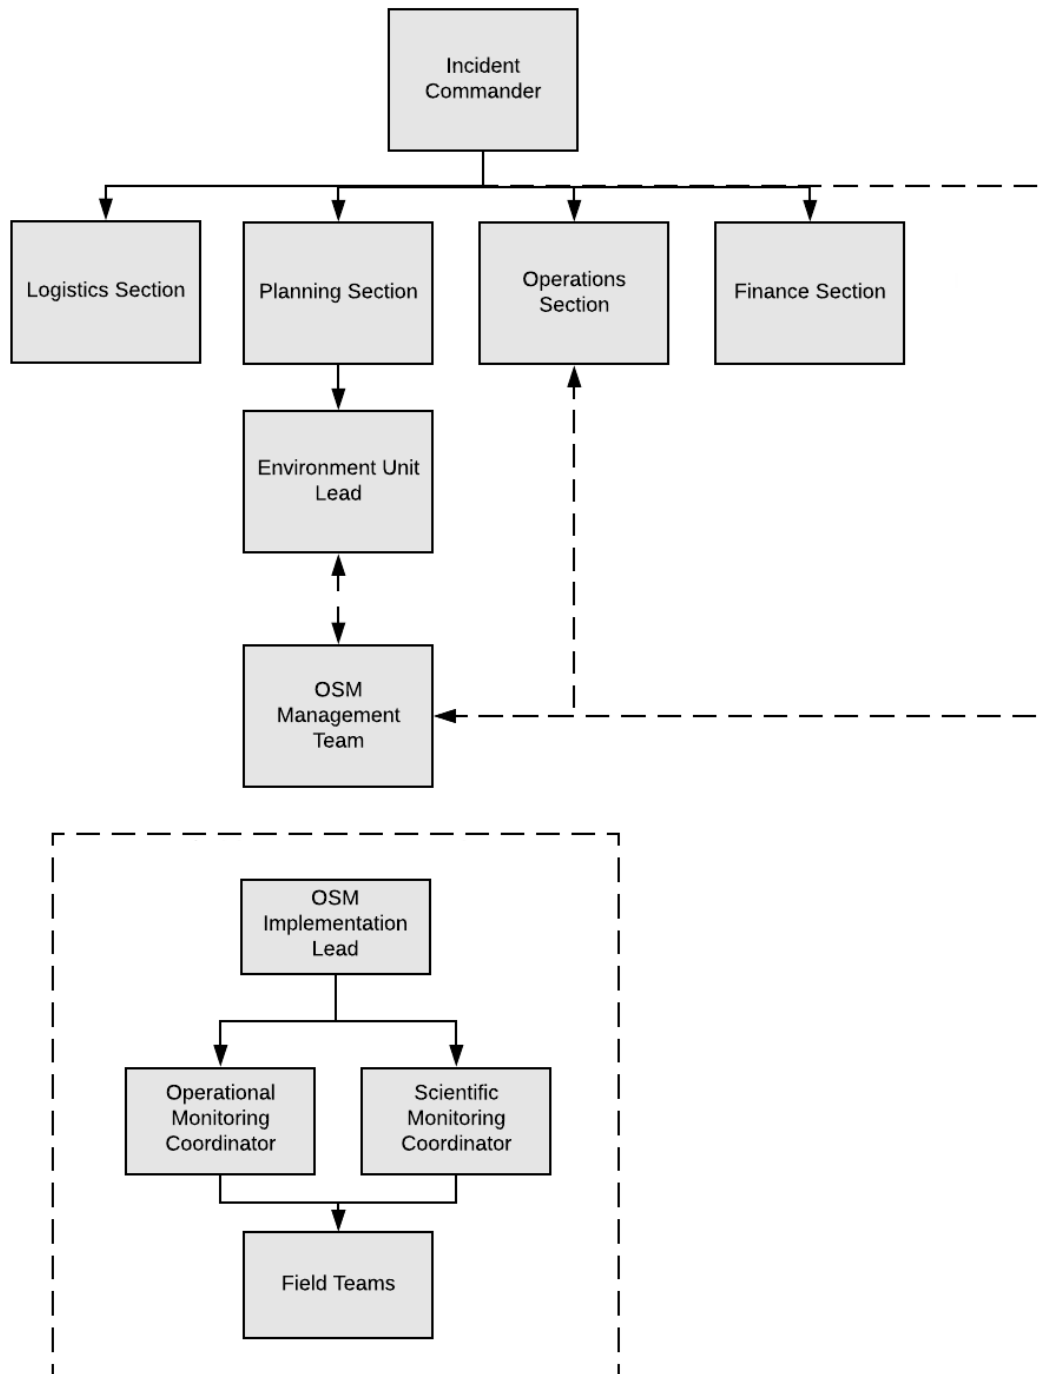 Incident
Commander
Logistics Section
Planning Section
Operations
Section
Finance Section
Environment Unit
Lead
OSM
Management
Team
OSM
Implementation
Lead
Operational
Monitoring
Coordinator
Scientific
Monitoring
Coordinator
Field Teams